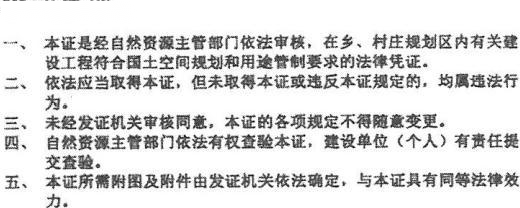 一、 本证是经自然资源主管部门依法审核，在乡、村庄规划区内有关建
设工程符合国土空间规划和用途管制要求的法律凭证。
二、 依法应当取得本证，但未取得本证或违反本证规定的，均属违法行
为。
三、 未经发证机关审核同意，本证的各项规定不得随意变更。
四、 自然资源主管部门依法有权查验本证，建设单位（个人）有责任提
交查验。
五、 本证所需附图及附件由发证机关依法确定，与本证具有同等法律效
力。